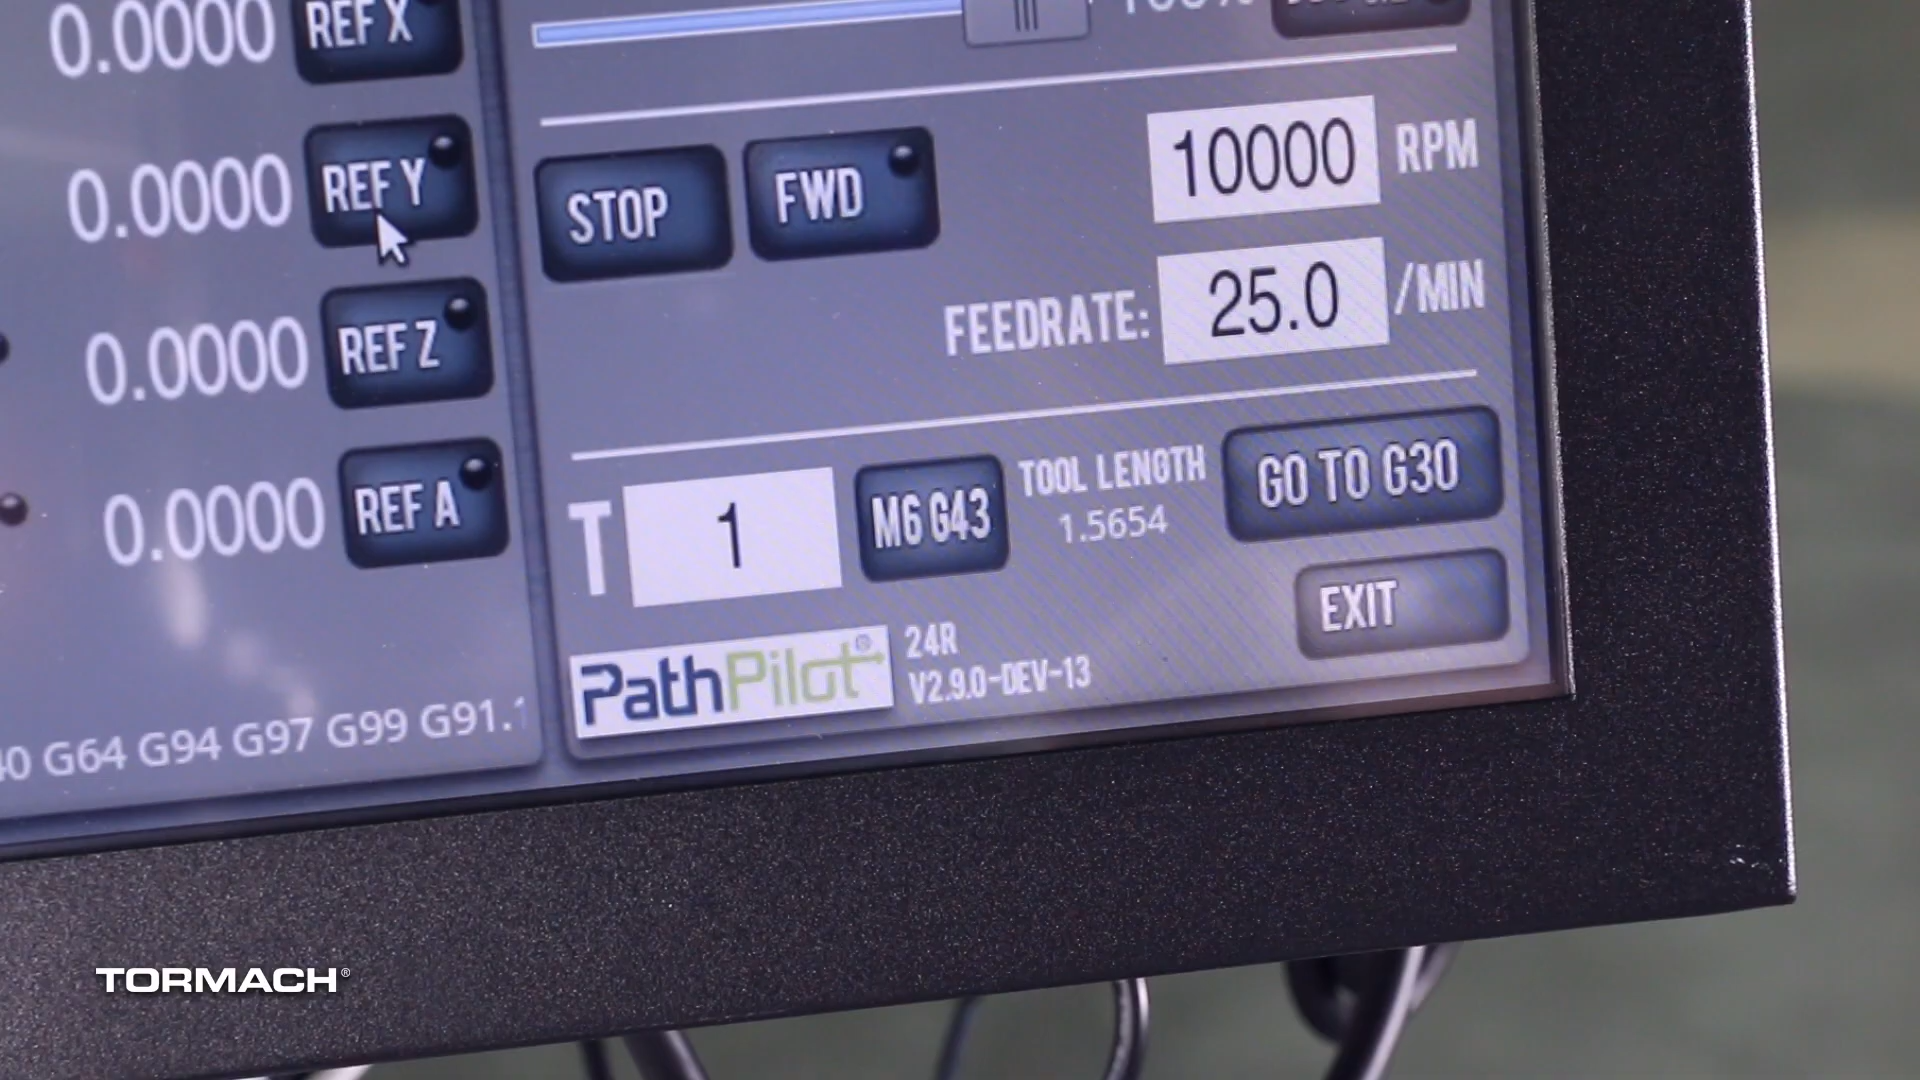 0.0000 REF X
0.0000 REF Y
0.0000 REF Z
0.0000 REF A
G64 G94 G97 G99 G91.1
STOP FWD 10000 RPM
FEEDRATE: 25.0 /MIN
T 1 M6 G43 TOOL LENGTH 1.5654 GO TO G30
EXIT
PathPilot®
24R
V2.9.0-DEV-13
TORMACH®